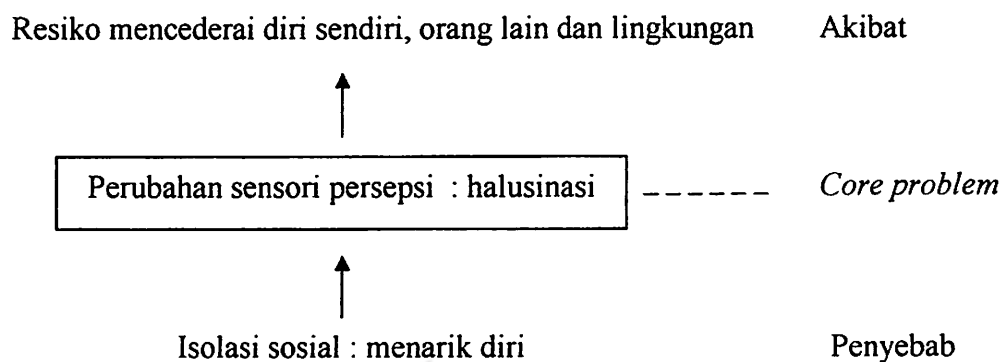 Resiko mencederai diri sendiri, orang lain dan lingkungan Akibat
Perubahan sensori persepsi : halusinasi Core problem
Isolasi sosial : menarik diri Penyebab